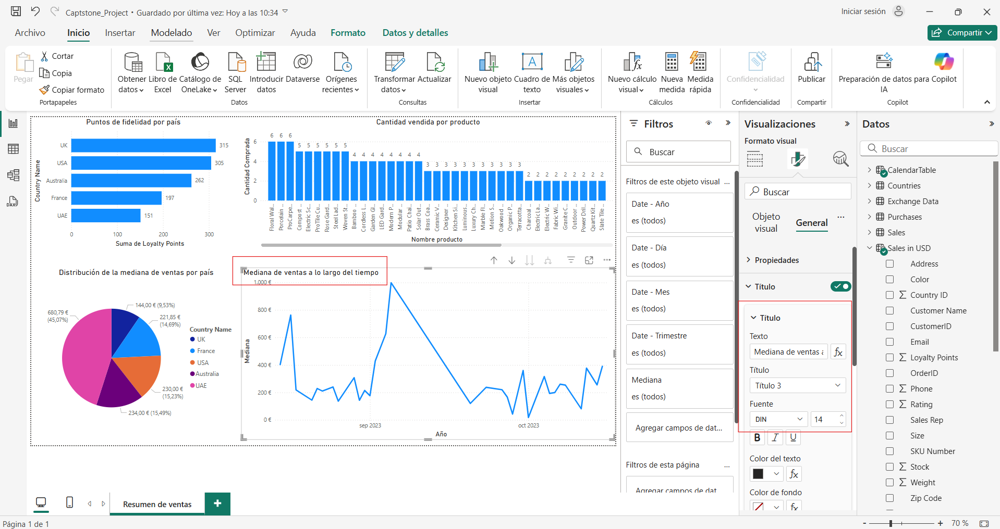 Captstone_Project • Guardado por última vez: Hoy a las 10:34
Iniciar sesión
Archivo Inicio Insertar Modelado Ver Optimizar Ayuda Formato Datos y detalles
Compartir
Pegar
Cortar
Copia
Copiar formato
Portapapeles
Obtener datos
Libro de Excel
Catálogo de OneLake
SQL Server
Introducir datos
Dataverse
Orígenes recientes
Datos
Transformar datos
Actualizar
Consultas
Nuevo objeto visual
Cuadro de texto
Más objetos visuales
Insertar
Nuevo cálculo visual
Nueva medida
Medida rápida
Cálculos
Confidencialidad
Confidencialidad
Publicar
Compartir
Preparación de datos para IA
Copilot
Copilot
DAX
Puntos de fidelidad por país
Country Name
UK 315
USA 305
Australia 262
France 197
UAE 151
0 100 200 300
Suma de Loyalty Points
Cantidad vendida por producto
Cantidad Comprada
6
4
2
0
6 6 6 5 5 5 5 5 5 4 4 4 4 4 4 4 4 3 3 3 3 3 3 3 3 3 3 3 2 2 2 2 2 2 2 2 2
Floral Wal...
Porcelain ...
ProCarpe...
Compost ...
Electric Sc...
ProTile Cu...
Rose Gard...
Steel Lad...
Woven St...
Bamboo ...
Cordless L...
Garden Gl...
LED Gard...
Modern P...
Modular ...
Patio Chai...
Solar Out...
Brass Coa...
Ceramic V...
Designer ...
Kitchen Si...
Luminous...
Luxury Ch...
Marble Fl...
Motion S...
Oakwood ...
Organic P...
Terracotta...
Charcoal ...
Electric La...
Electric W...
Fabric Wi...
Granite C...
Outdoor ...
Power Dril...
Quartz Kit...
Slate Tile ...
Nombre producto
Distribución de la mediana de ventas por país
144,00 € (9,53%)
221,85 €
(14,69%)
230,00 €
(15,23%)
234,00 € (15,49%)
680,79 €
(45,07%)
Country Name
UK
France
USA
Australia
UAE
Mediana de ventas a lo largo del tiempo
Mediana
1.000 €
800 €
600 €
400 €
200 €
0 €
sep 2023 oct 2023
Año
Filtros
Buscar
Filtros de este objeto visual ...
Date - Año
es (todos)
Date - Día
es (todos)
Date - Mes
es (todos)
Date - Trimestre
es (todos)
Mediana
es (todos)
Agregar campos de dat...
Filtros de esta página ...
Agregar campos de dat
Visualizaciones
Formato visual
Buscar
Objeto visual
General
...
Propiedades
Título
Título
Texto
Mediana de ventas a
fx
Título
Título 3
Fuente
DIN
14
B I U
Color del texto
fx
Color de fondo
fx
Datos
Buscar
CalendarTable
Countries
Exchange Data
Purchases
Sales
Sales in USD
Address
Color
Country ID
Customer Name
CustomerID
Email
Loyalty Points
OrderID
Phone
Rating
Sales Rep
Size
SKU Number
Stock
Weight
Zip Code
Resumen de ventas
+
Página 1 de 1
- + 70 %